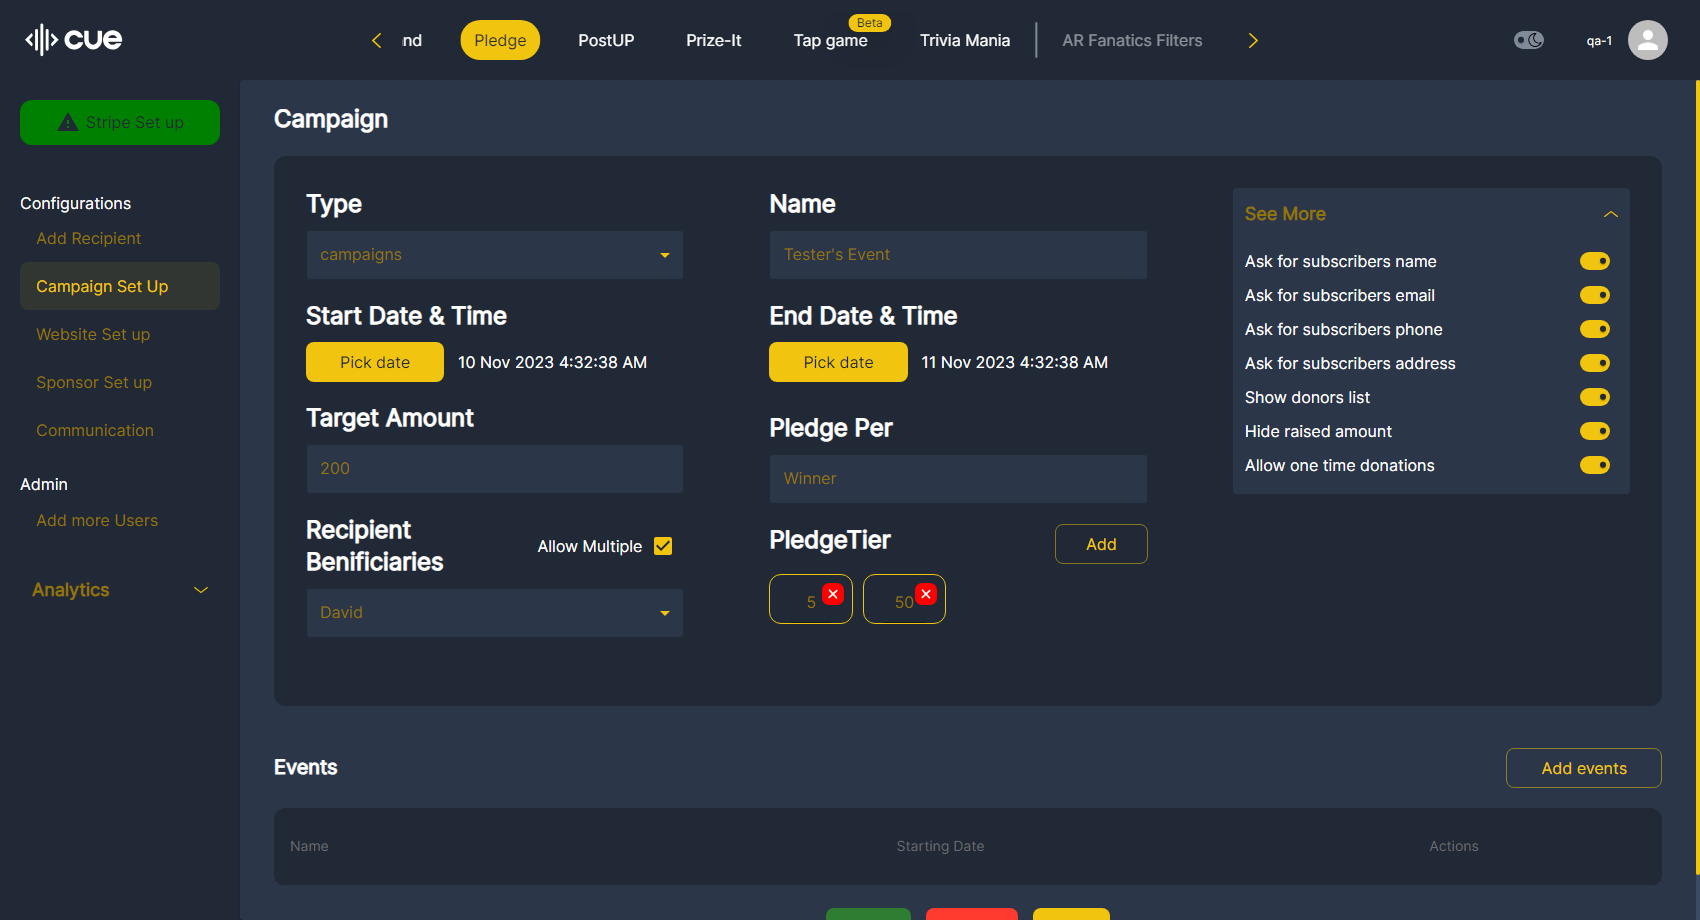 cue
nd
Pledge
PostUP
Prize-It
Tap game
Beta
Trivia Mania
AR Fanatics Filters
qa-1
Stripe Set up
Configurations
Add Recipient
Campaign Set Up
Website Set up
Sponsor Set up
Communication
Admin
Add more Users
Analytics
Campaign
Type
campaigns
Name
Tester's Event
Start Date & Time
Pick date 10 Nov 2023 4:32:38 AM
End Date & Time
Pick date 11 Nov 2023 4:32:38 AM
Target Amount
200
Pledge Per
Winner
Recipient
Benificiaries
Allow Multiple
David
PledgeTier
Add
5
50
See More
Ask for subscribers name
Ask for subscribers email
Ask for subscribers phone
Ask for subscribers address
Show donors list
Hide raised amount
Allow one time donations
Events
Add events
Name
Starting Date
Actions